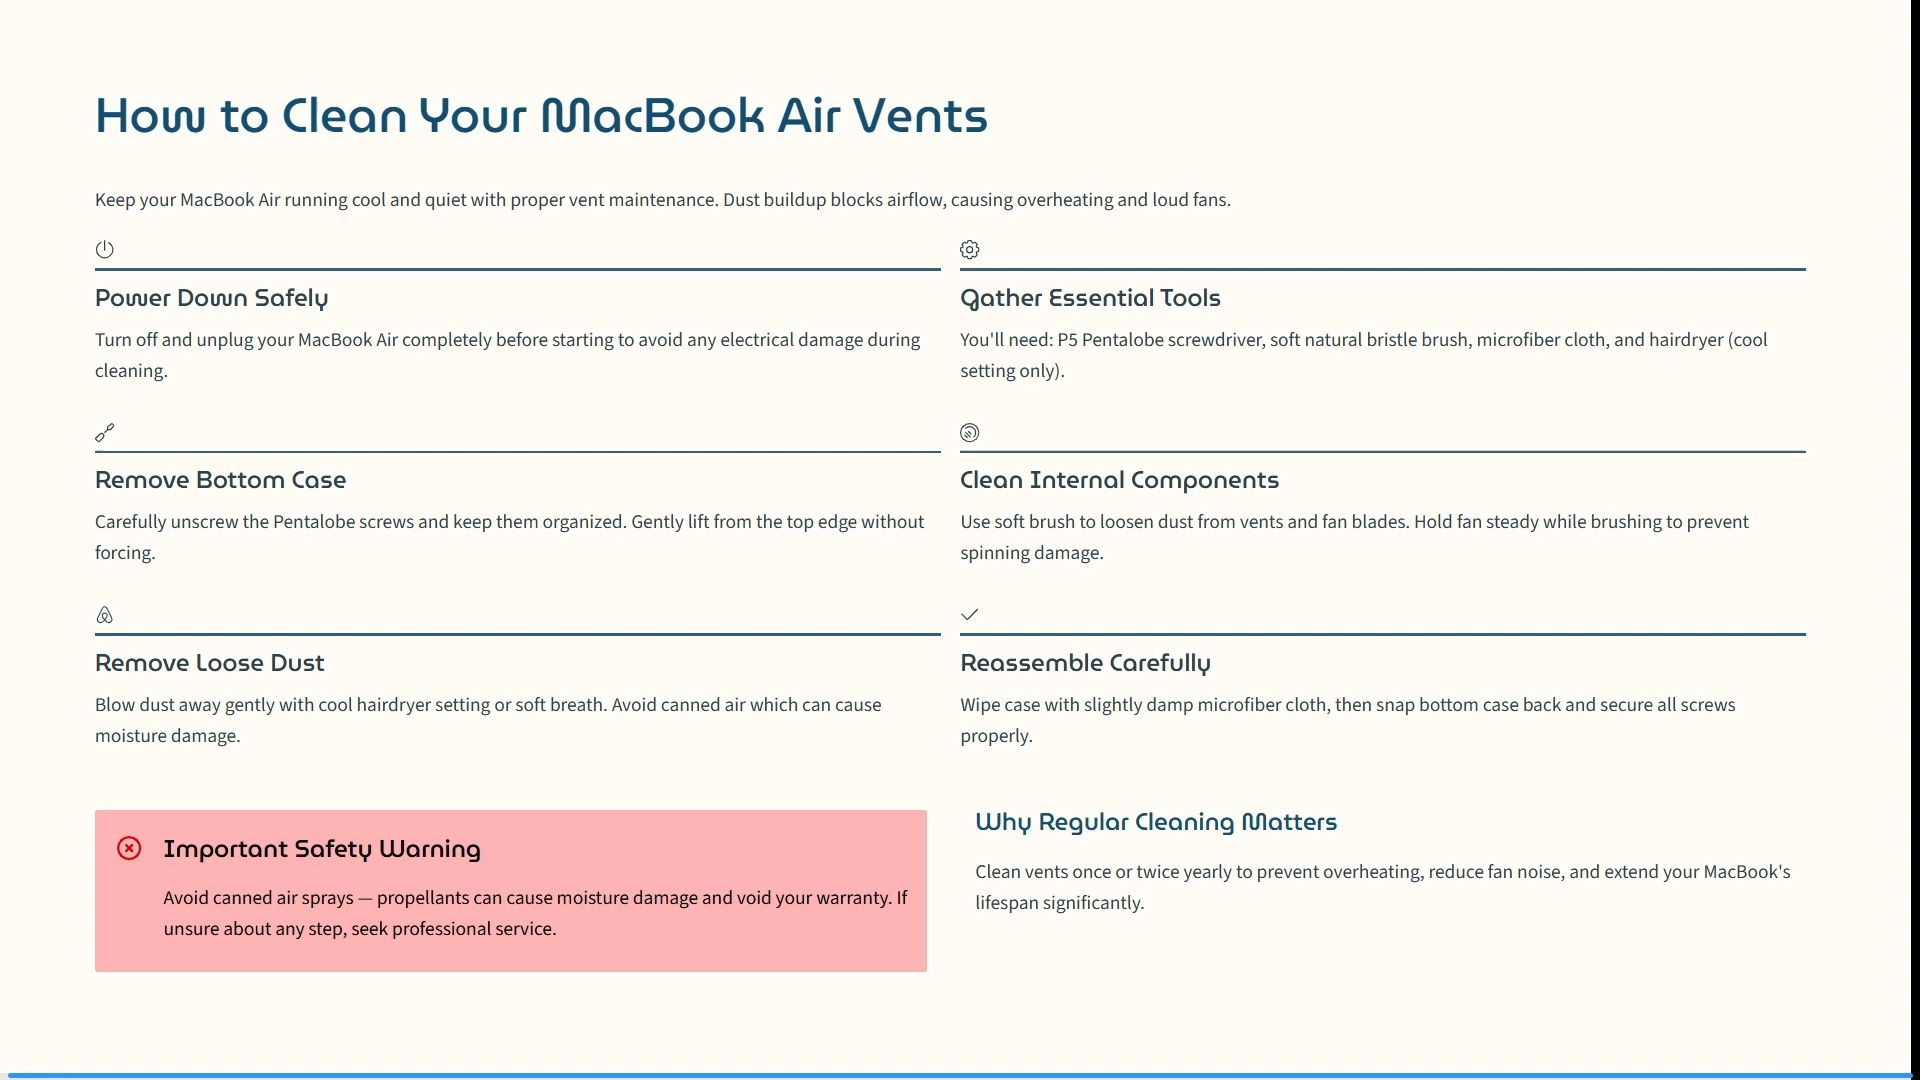 How to Clean Your MacBook Air Vents
Keep your MacBook Air running cool and quiet with proper vent maintenance. Dust buildup blocks airflow, causing overheating and loud fans.
Power Down Safely
Turn off and unplug your MacBook Air completely before starting to avoid any electrical damage during
cleaning.
Gather Essential Tools
You'll need: P5 Pentalobe screwdriver, soft natural bristle brush, microfiber cloth, and hairdryer (cool
setting only).
Remove Bottom Case
Carefully unscrew the Pentalobe screws and keep them organized. Gently lift from the top edge without
forcing.
Clean Internal Components
Use soft brush to loosen dust from vents and fan blades. Hold fan steady while brushing to prevent
spinning damage.
Remove Loose Dust
Blow dust away gently with cool hairdryer setting or soft breath. Avoid canned air which can cause
moisture damage.
Reassemble Carefully
Wipe case with slightly damp microfiber cloth, then snap bottom case back and secure all screws
properly.
Important Safety Warning
Avoid canned air sprays — propellants can cause moisture damage and void your warranty. If
unsure about any step, seek professional service.
Why Regular Cleaning Matters
Clean vents once or twice yearly to prevent overheating, reduce fan noise, and extend your MacBook's
lifespan significantly.